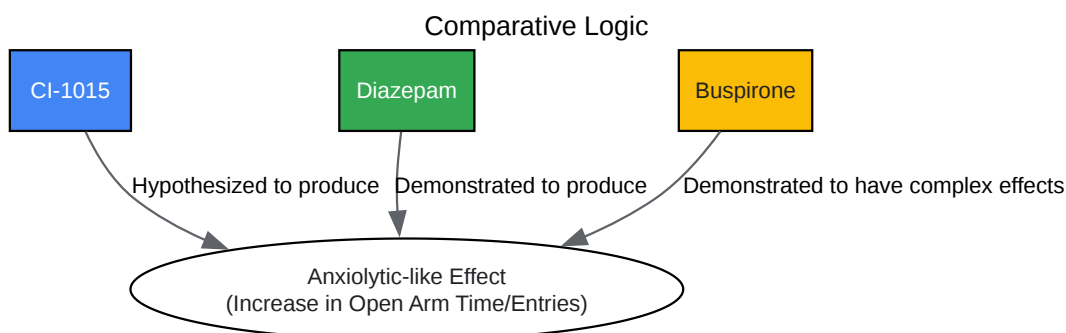 Comparative Logic
CI-1015
Diazepam
Buspirone
Hypothesized to produce
Demonstrated to produce
Demonstrated to have complex effects
Anxiolytic-like Effect
(Increase in Open Arm Time/Entries)